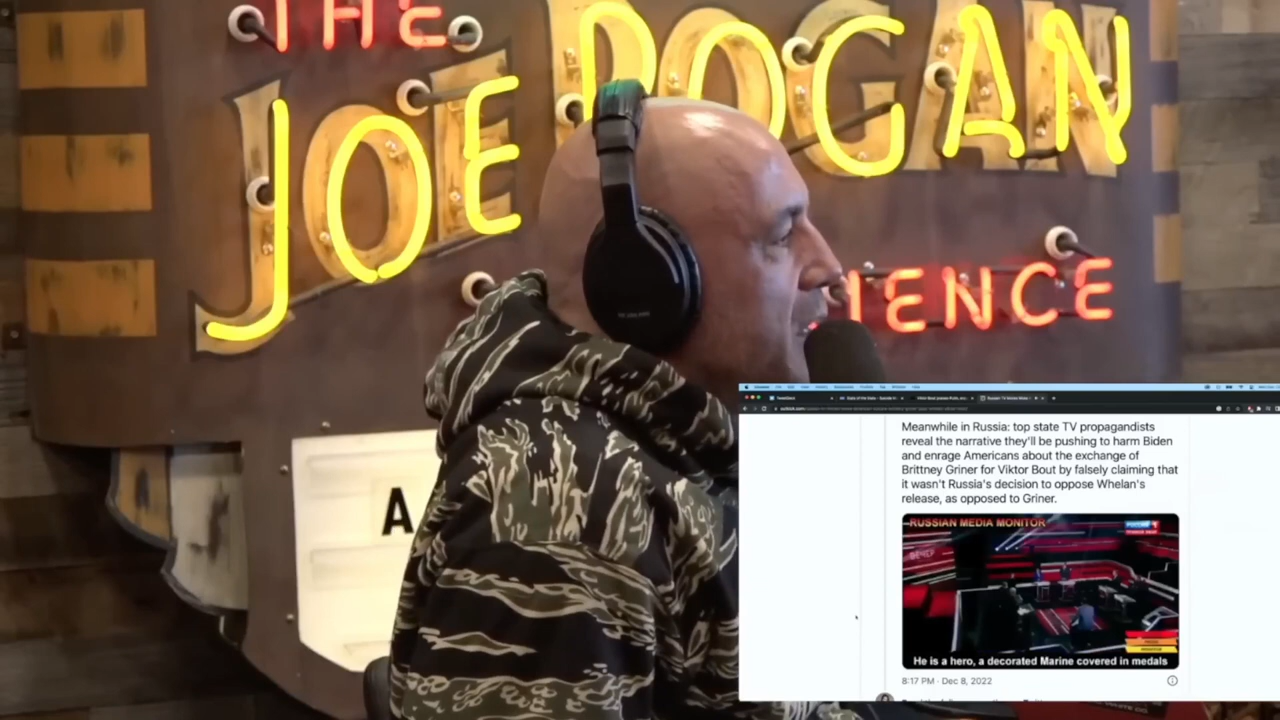 THE
JOE ROGAN
IENCE
A
Meanwhile in Russia: top state TV propagandists
reveal the narrative they'll be pushing to harm Biden
and enrage Americans about the exchange of
Brittney Griner for Viktor Bout by falsely claiming that
it wasn't Russia's decision to oppose Whelan's
release, as opposed to Griner.
RUSSIAN MEDIA MONITOR
He is a hero, a decorated Marine covered in medals
8:17 PM · Dec 8, 2022